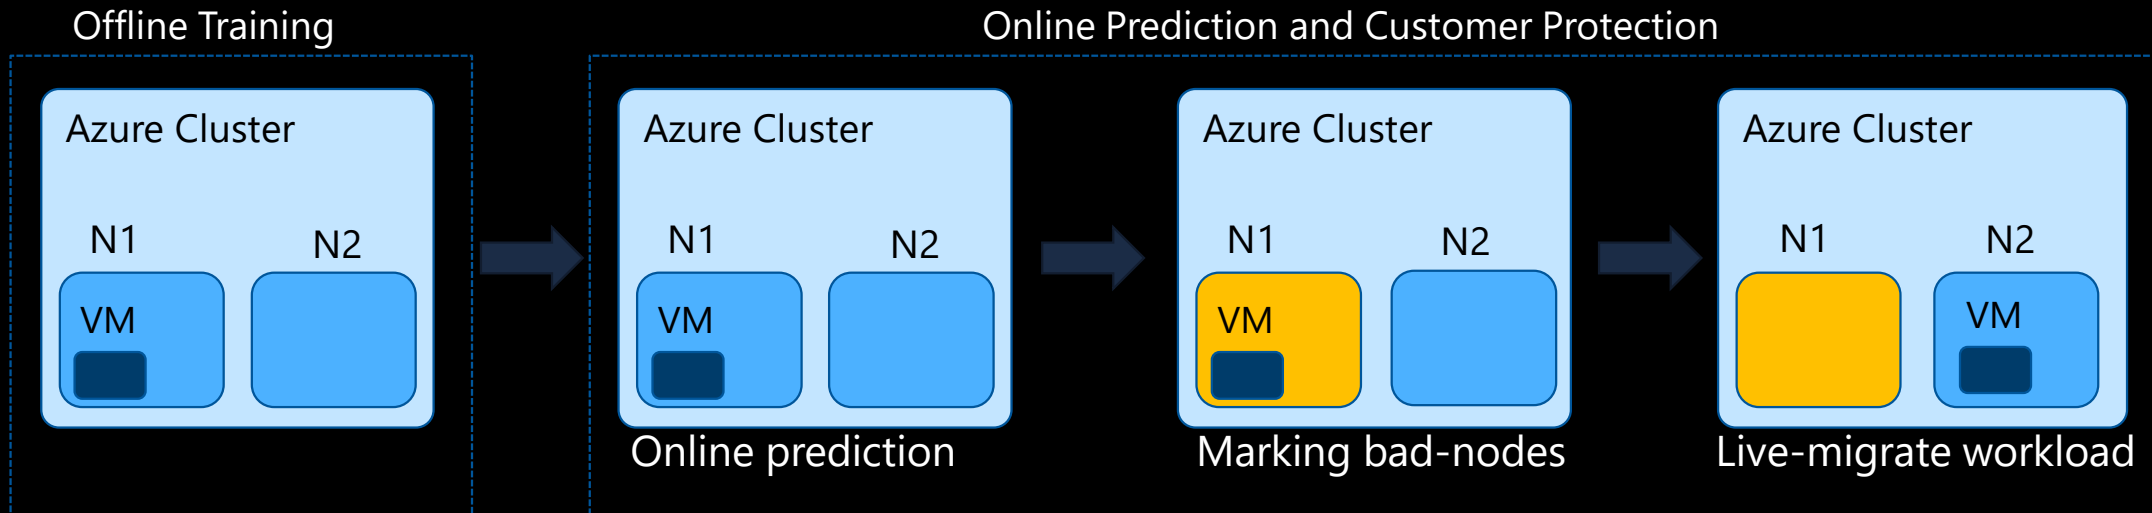 Offline Training
Online Prediction and Customer Protection
Azure Cluster
N1
N2
VM
Azure Cluster
N1
N2
VM
Online prediction
Azure Cluster
N1
N2
VM
Marking bad-nodes
Azure Cluster
N1
N2
VM
Live-migrate workload